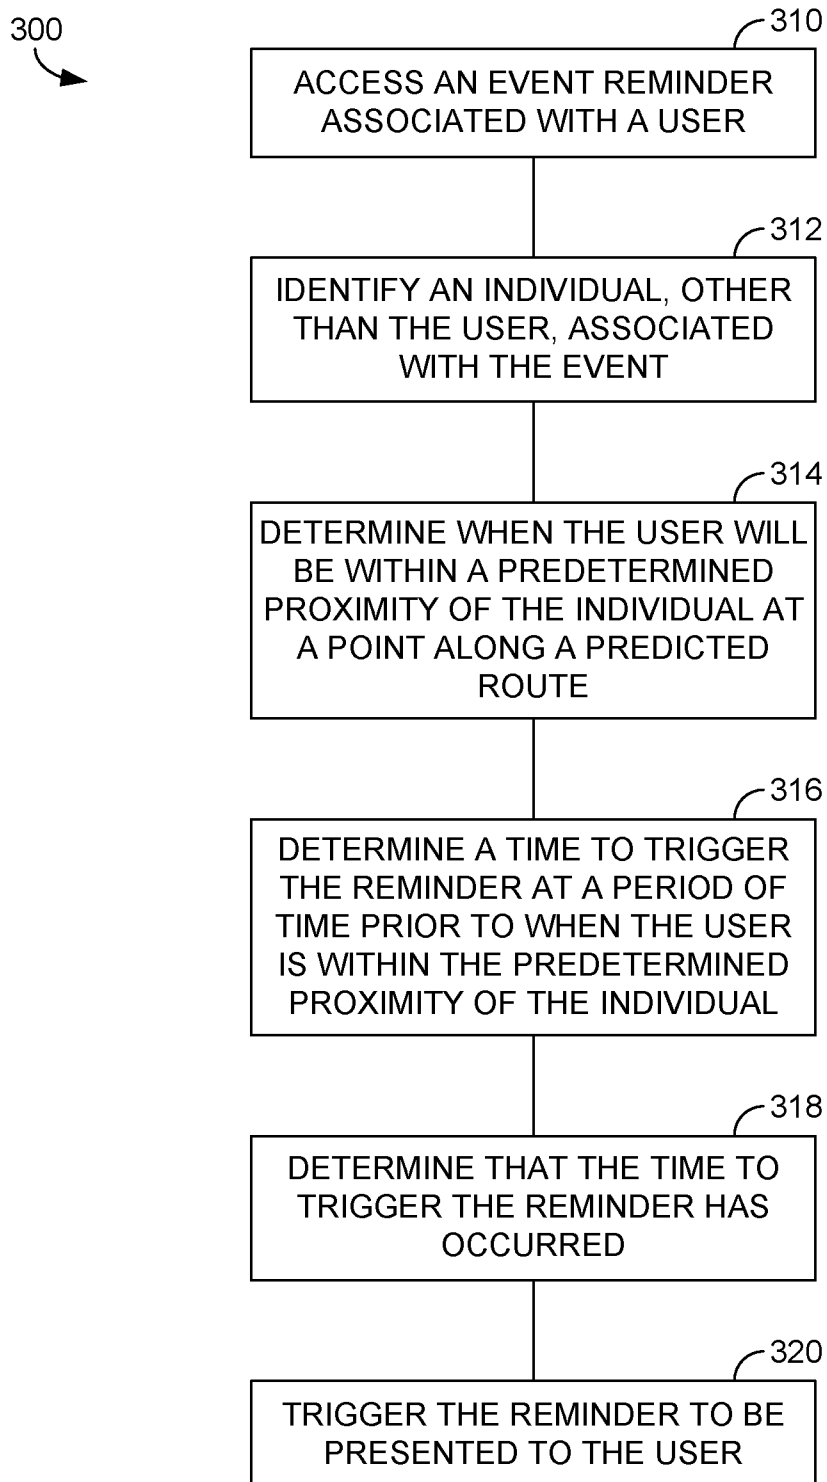 300
310
ACCESS AN EVENT REMINDER
ASSOCIATED WITH A USER
312
IDENTIFY AN INDIVIDUAL, OTHER
THAN THE USER, ASSOCIATED
WITH THE EVENT
314
DETERMINE WHEN THE USER WILL
BE WITHIN A PREDETERMINED
PROXIMITY OF THE INDIVIDUAL AT
A POINT ALONG A PREDICTED
ROUTE
316
DETERMINE A TIME TO TRIGGER
THE REMINDER AT A PERIOD OF
TIME PRIOR TO WHEN THE USER
IS WITHIN THE PREDETERMINED
PROXIMITY OF THE INDIVIDUAL
318
DETERMINE THAT THE TIME TO
TRIGGER THE REMINDER HAS
OCCURRED
320
TRIGGER THE REMINDER TO BE
PRESENTED TO THE USER